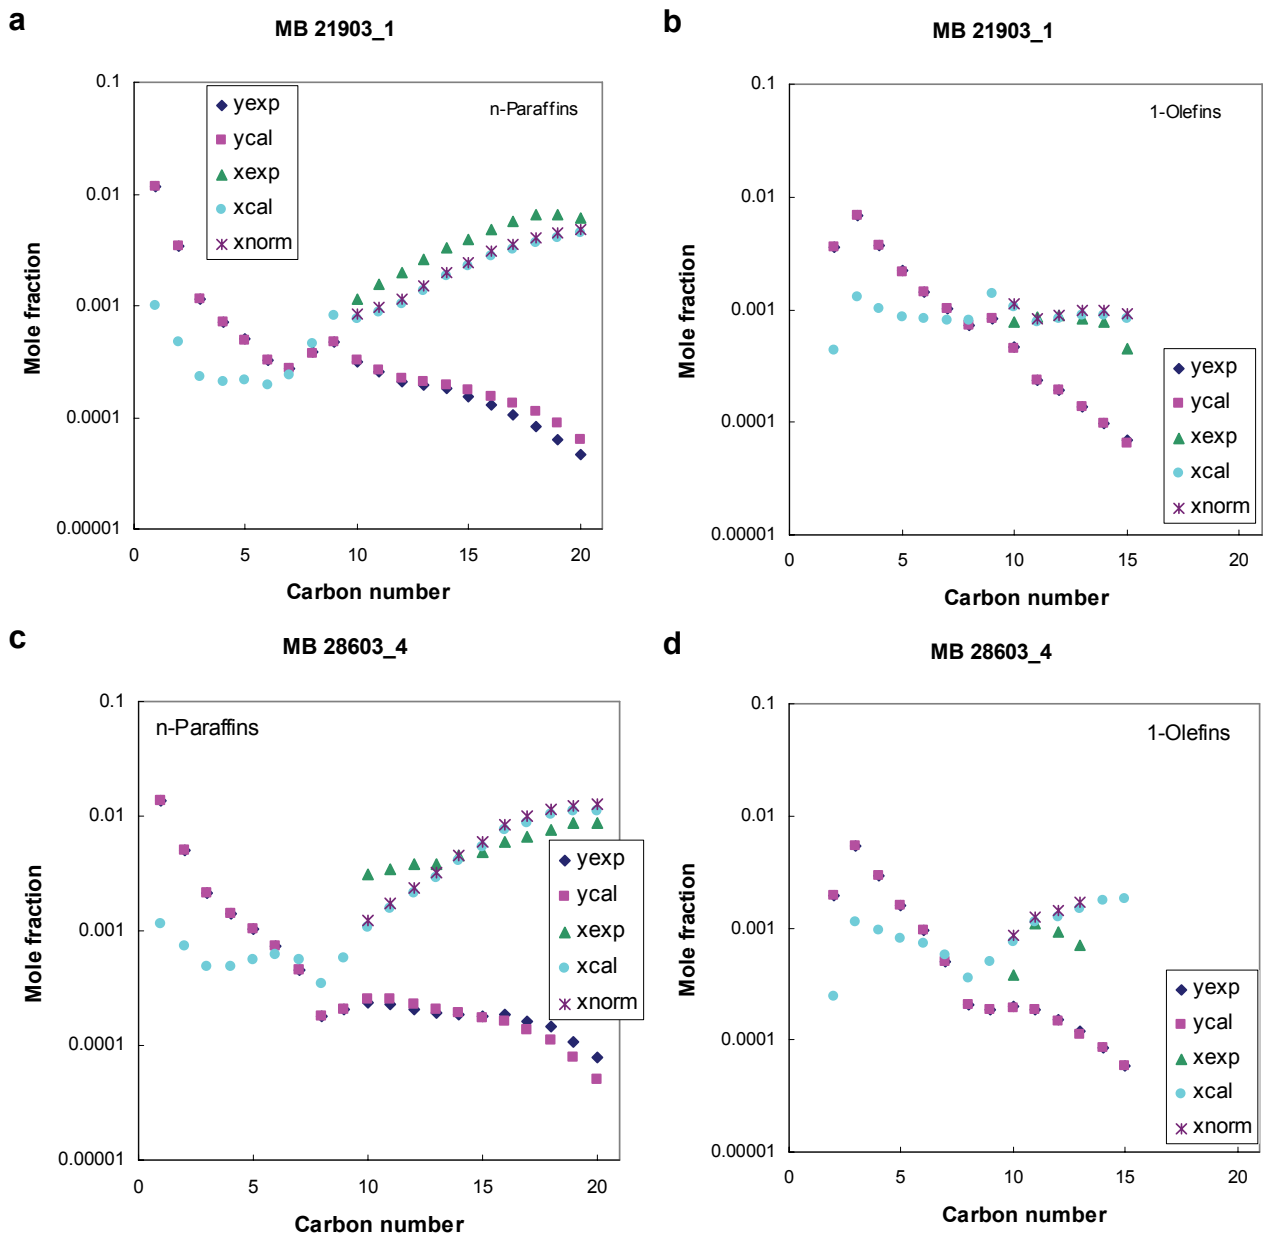 a
MB 21903_1
0.1
0.01
0.001
0.0001
0.00001
Mole fraction
yexp
ycal
xexp
xcal
xnorm
n-Paraffins
0 5 10 15 20
Carbon number
b
MB 21903_1
0.1
0.01
0.001
0.0001
0.00001
Mole fraction
1-Olefins
yexp
ycal
xexp
xcal
xnorm
0 5 10 15 20
Carbon number
c
MB 28603_4
0.1
0.01
0.001
0.0001
0.00001
Mole fraction
n-Paraffins
yexp
ycal
xexp
xcal
xnorm
0 5 10 15 20
Carbon number
d
MB 28603_4
0.1
0.01
0.001
0.0001
0.00001
Mole fraction
1-Olefins
yexp
ycal
xexp
xcal
xnorm
0 5 10 15 20
Carbon number